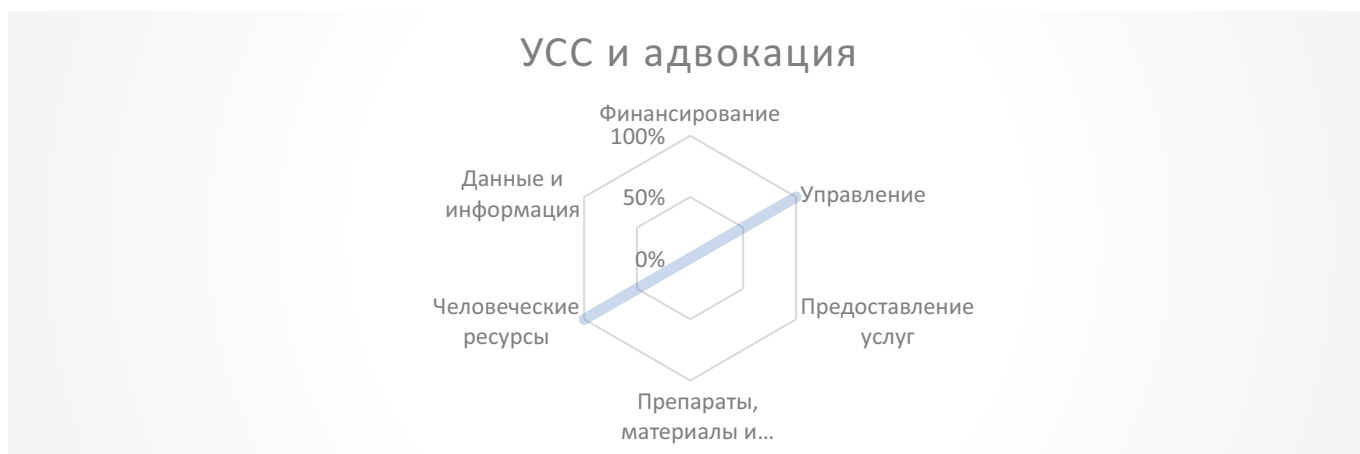 УСС и адвокация
Финансирование
100%
Данные и
информация
50%
Управление
0%
Человеческие
ресурсы
Предоставление
услуг
Препараты,
материалы и…